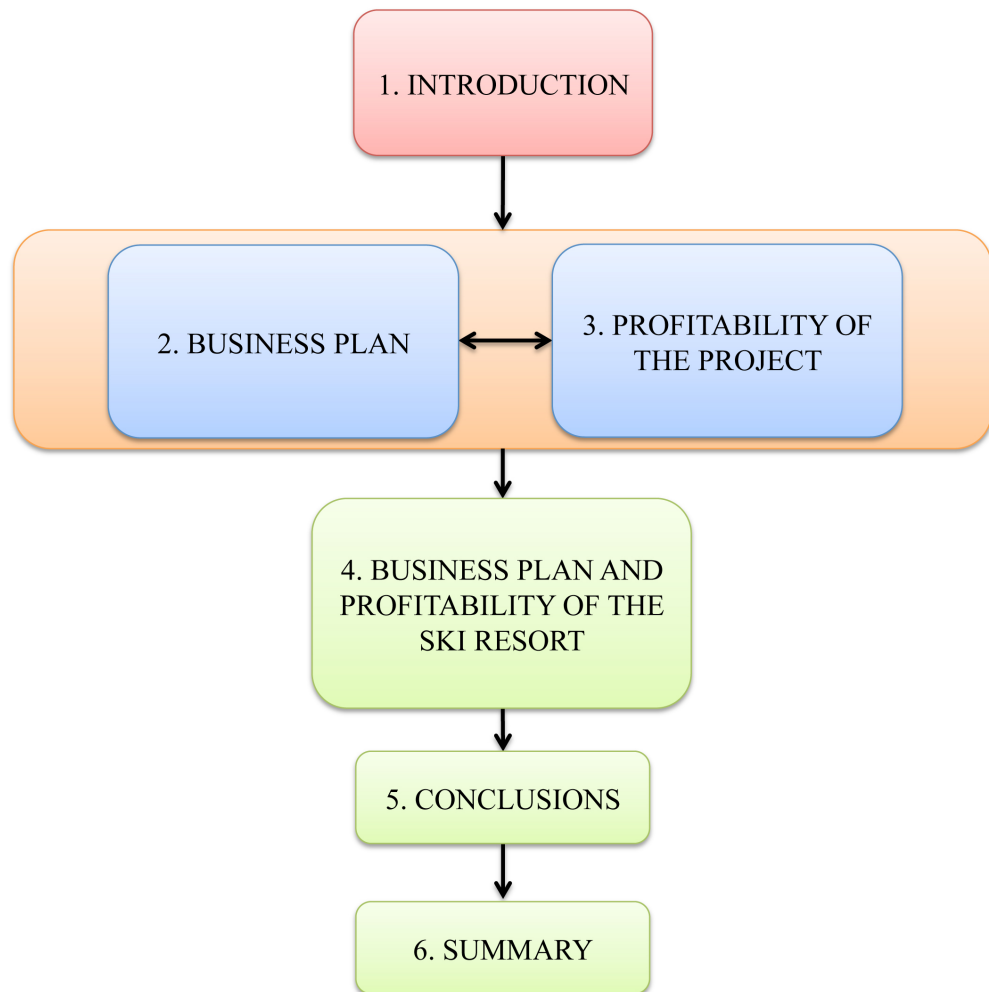 1. INTRODUCTION
2. BUSINESS PLAN
3. PROFITABILITY OF
THE PROJECT
4. BUSINESS PLAN AND
PROFITABILITY OF THE
SKI RESORT
5. CONCLUSIONS
6. SUMMARY